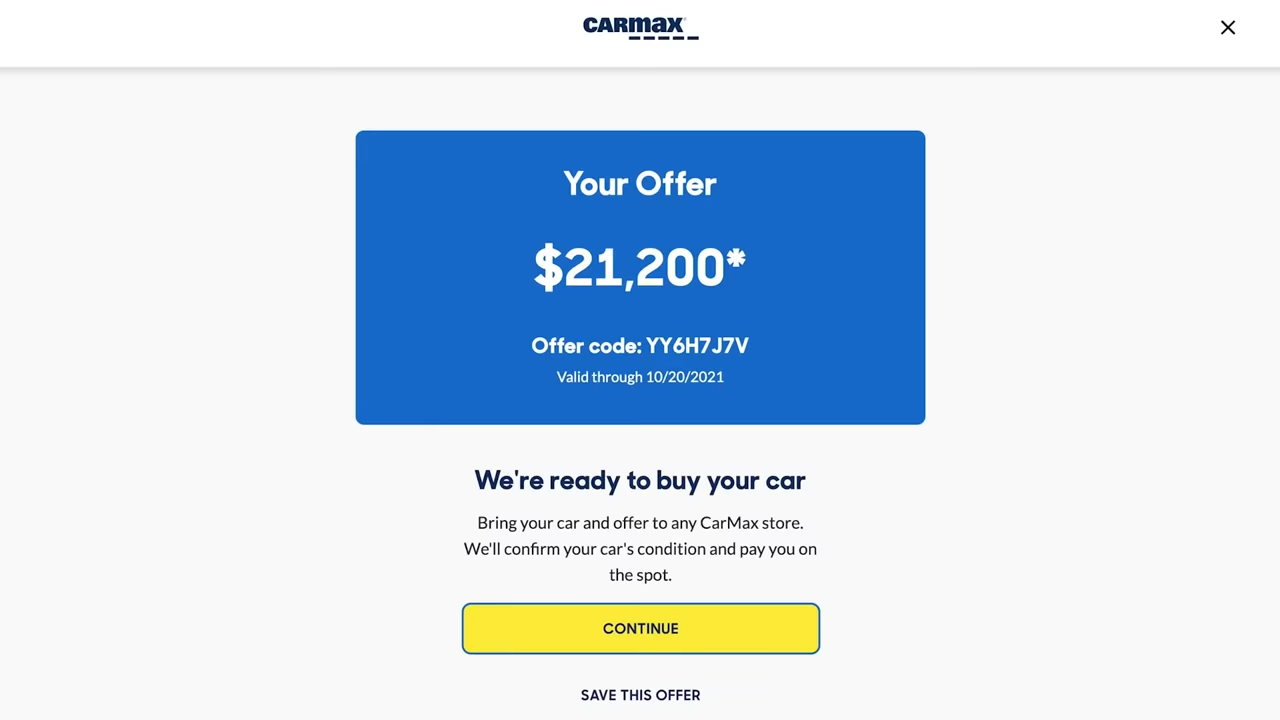 CARMAX
Your Offer
$21,200*
Offer code: YY6H7J7V
Valid through 10/20/2021
We're ready to buy your car
Bring your car and offer to any CarMax store.
We'll confirm your car's condition and pay you on
the spot.
CONTINUE
SAVE THIS OFFER